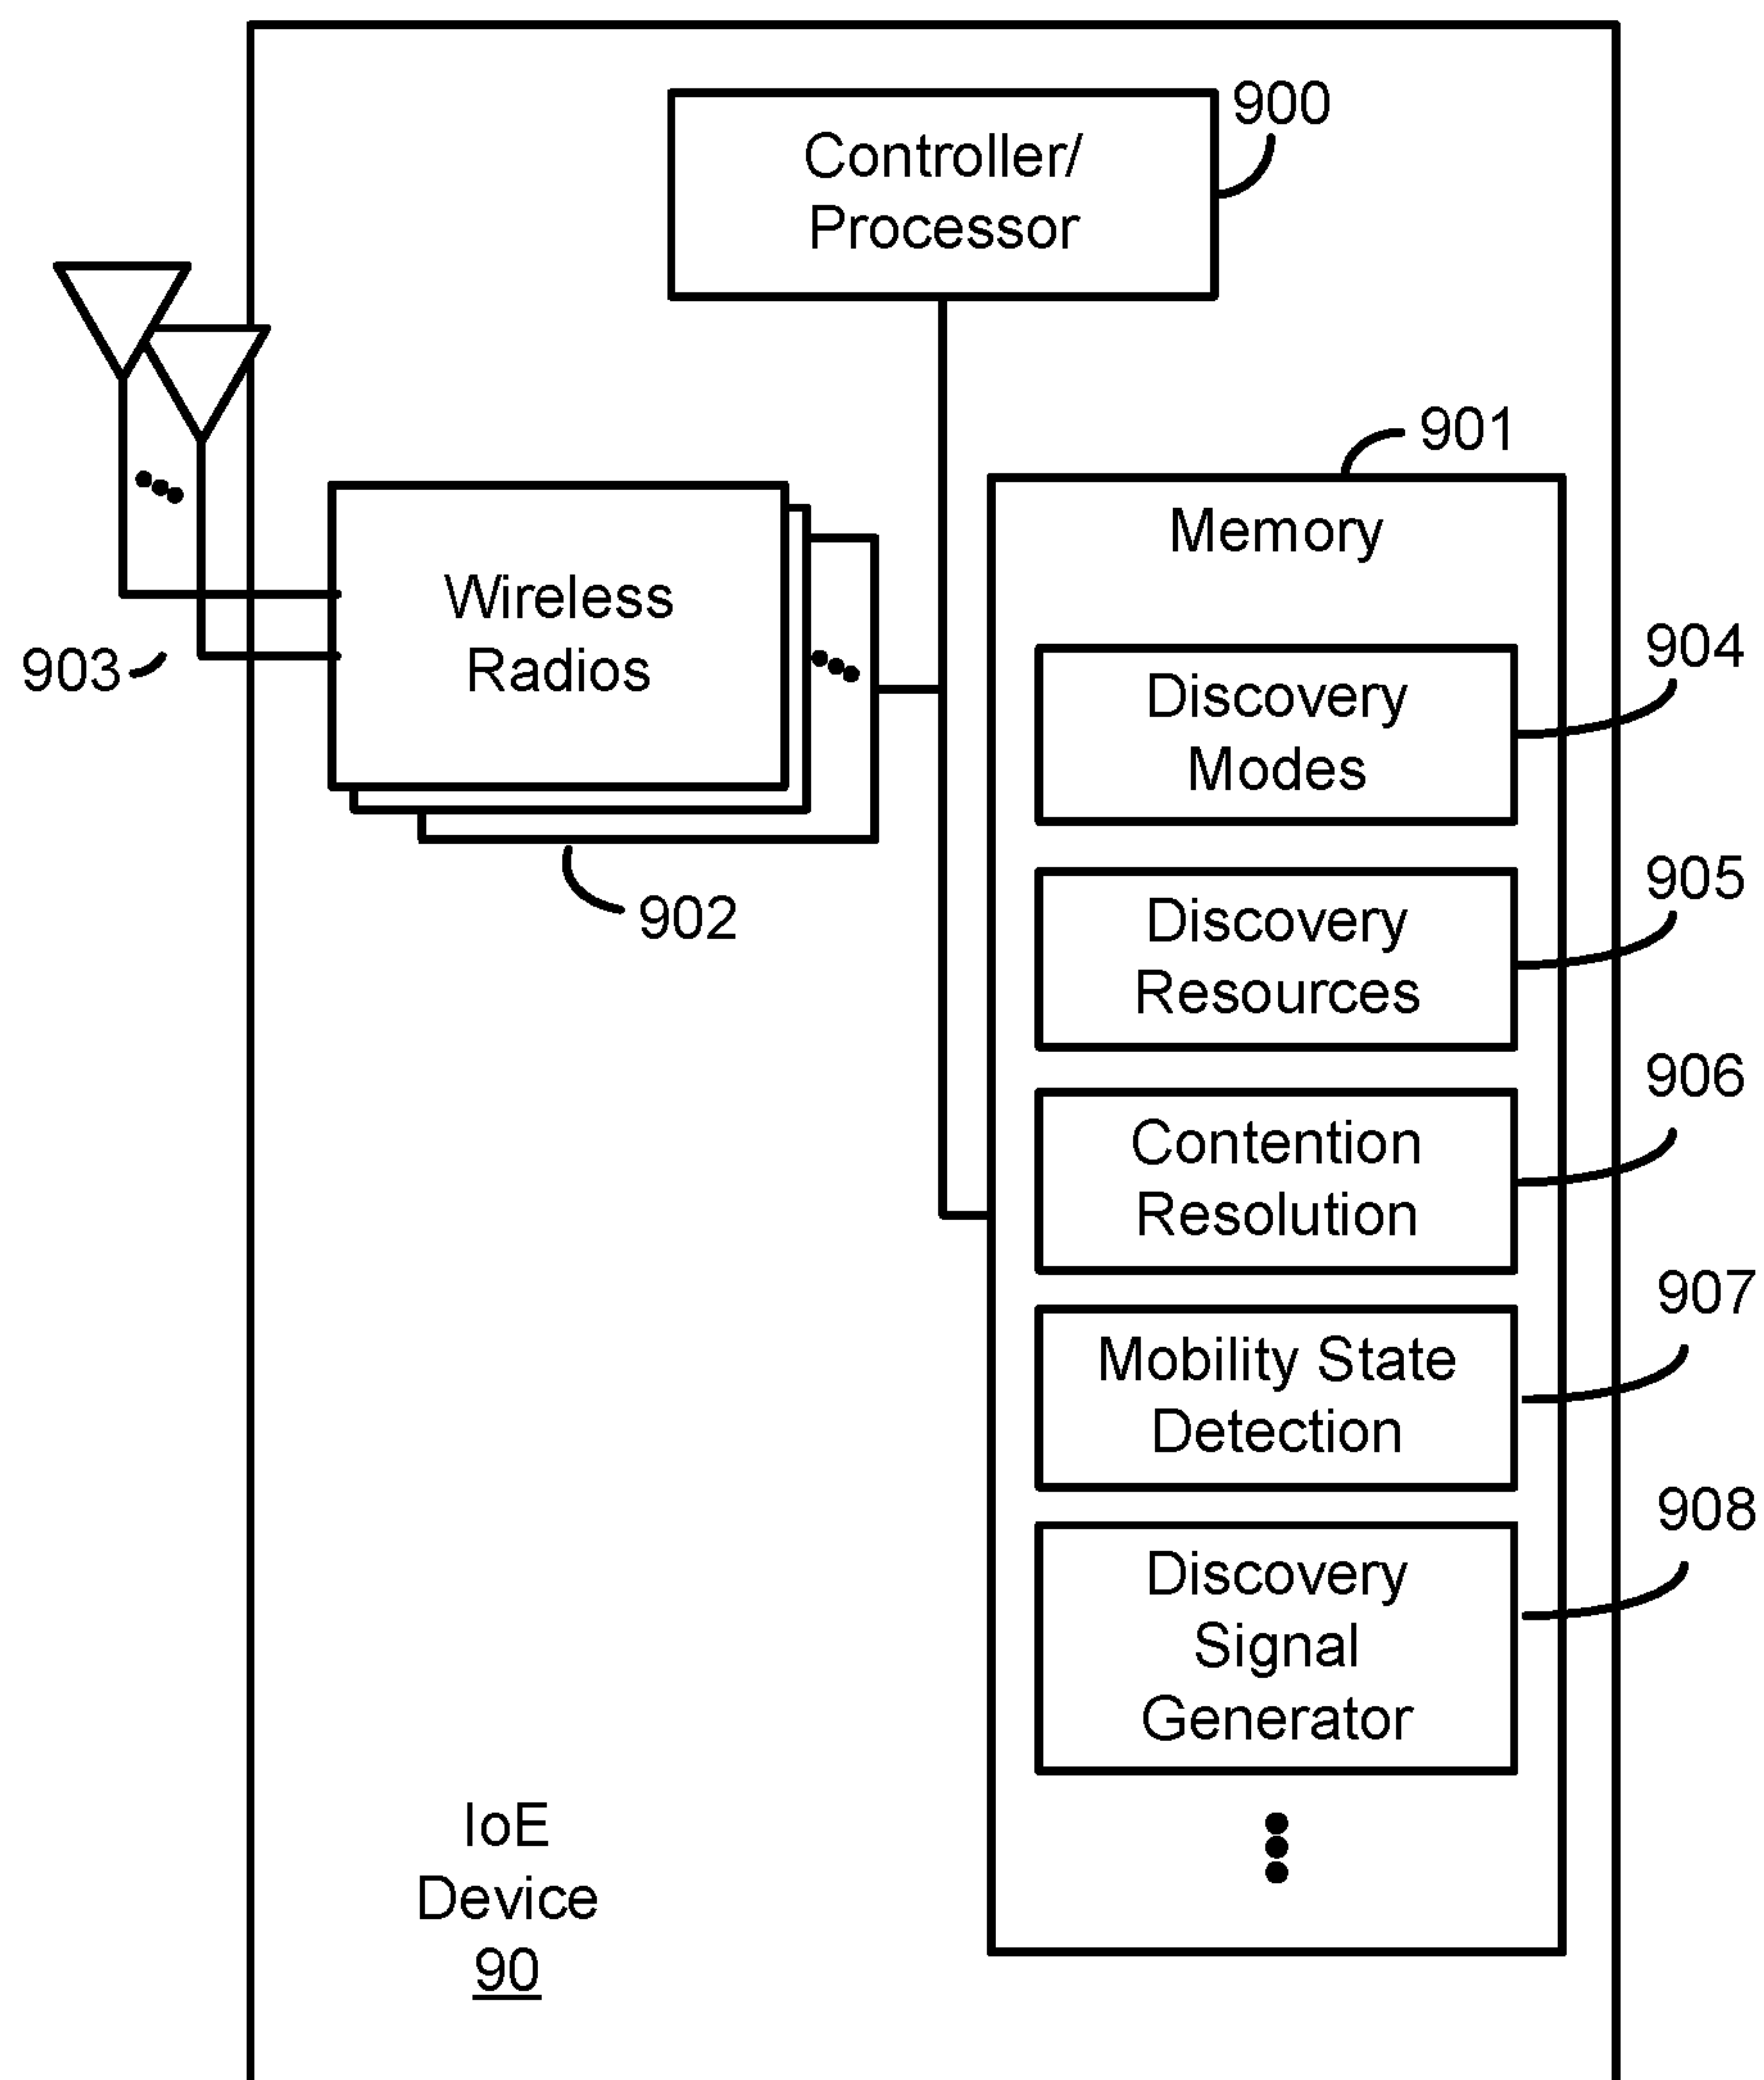 900
Controller/
Processor
901
Memory
Wireless
Radios
903
902
904
Discovery
Modes
905
Discovery
Resources
906
Contention
Resolution
907
Mobility State
Detection
908
Discovery
Signal
Generator
IoE
Device
90